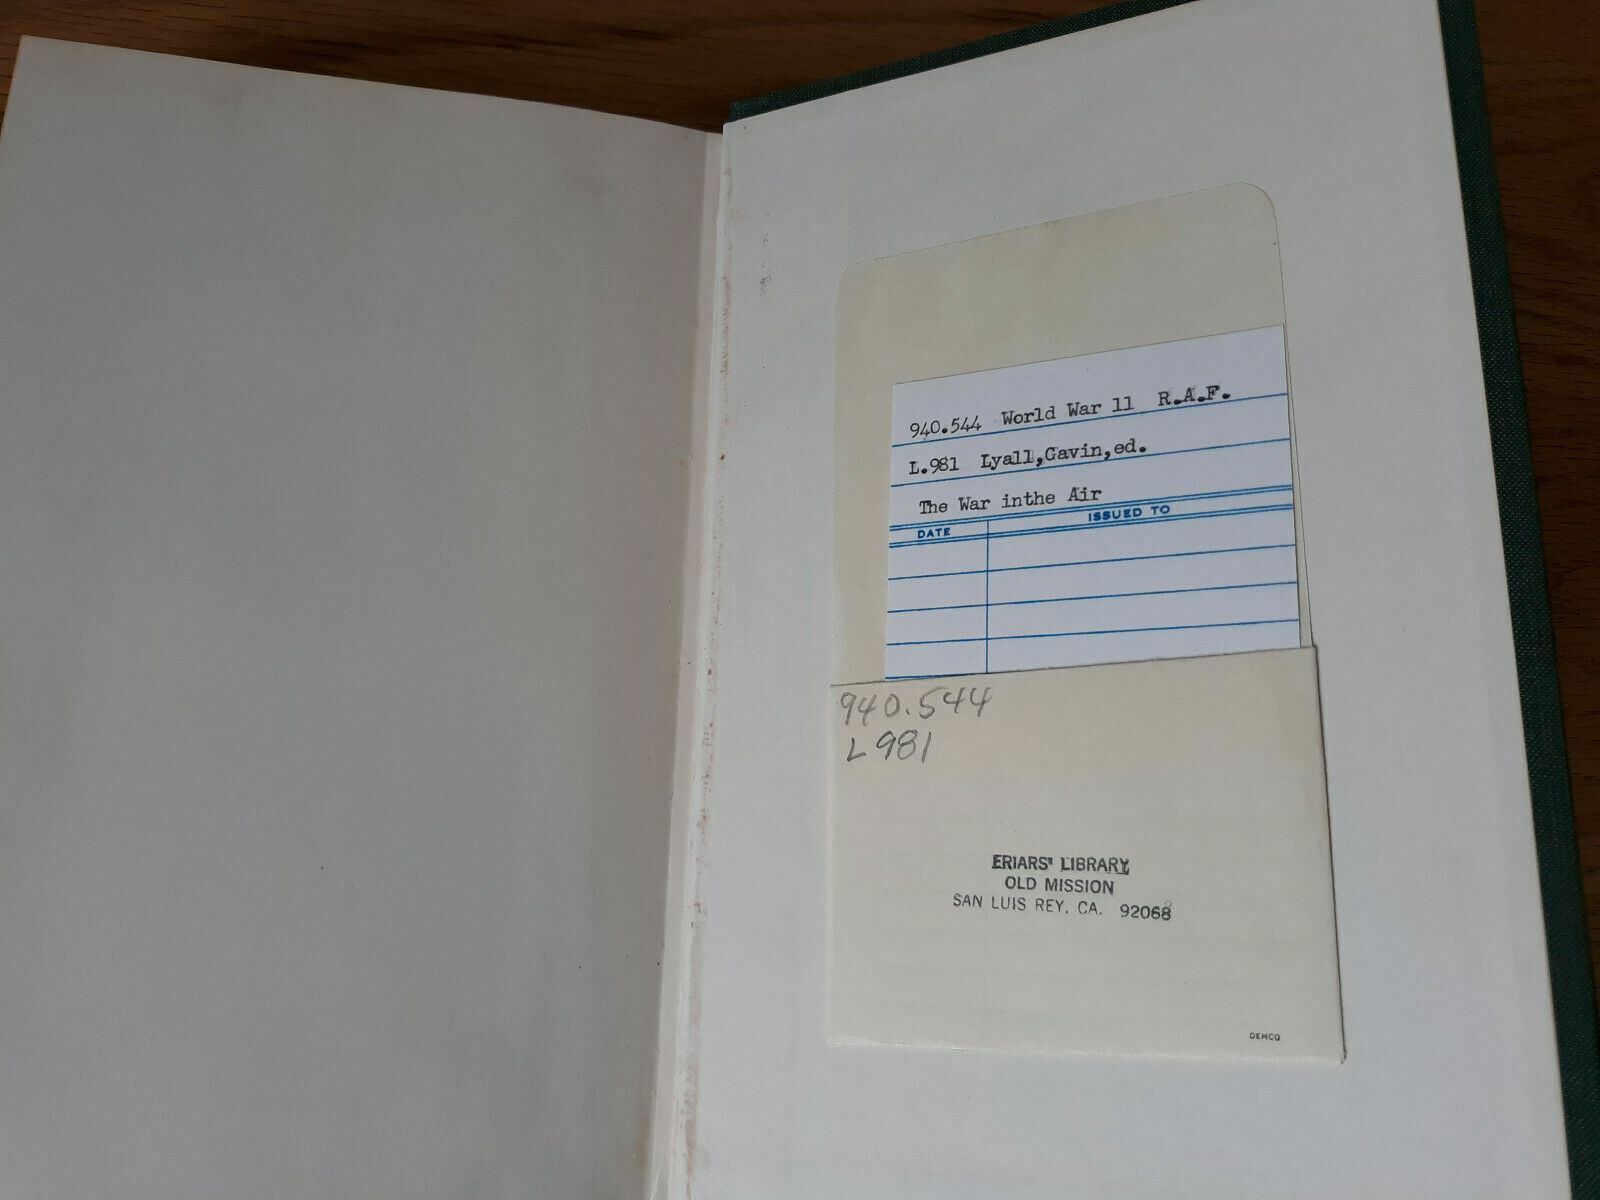 940.544 World War 11 R.A.F.
L.981 Lyall,Gavin,ed.
The War inthe Air
DATE ISSUED TO
940.544
L981
FRIARS' LIBRARY
OLD MISSION
SAN LUIS REY, CA. 92068
DEMCO